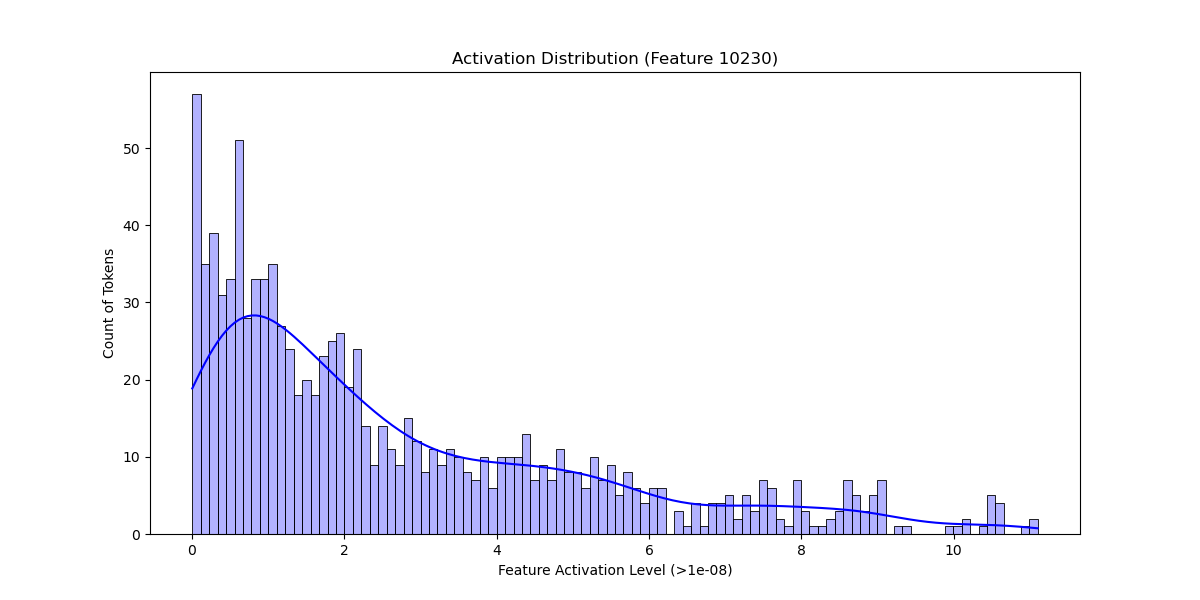 Activation Distribution (Feature 10230)
Count of Tokens
50
40
30
20
10
0
0 2 4 6 8 10
Feature Activation Level (>1e-08)